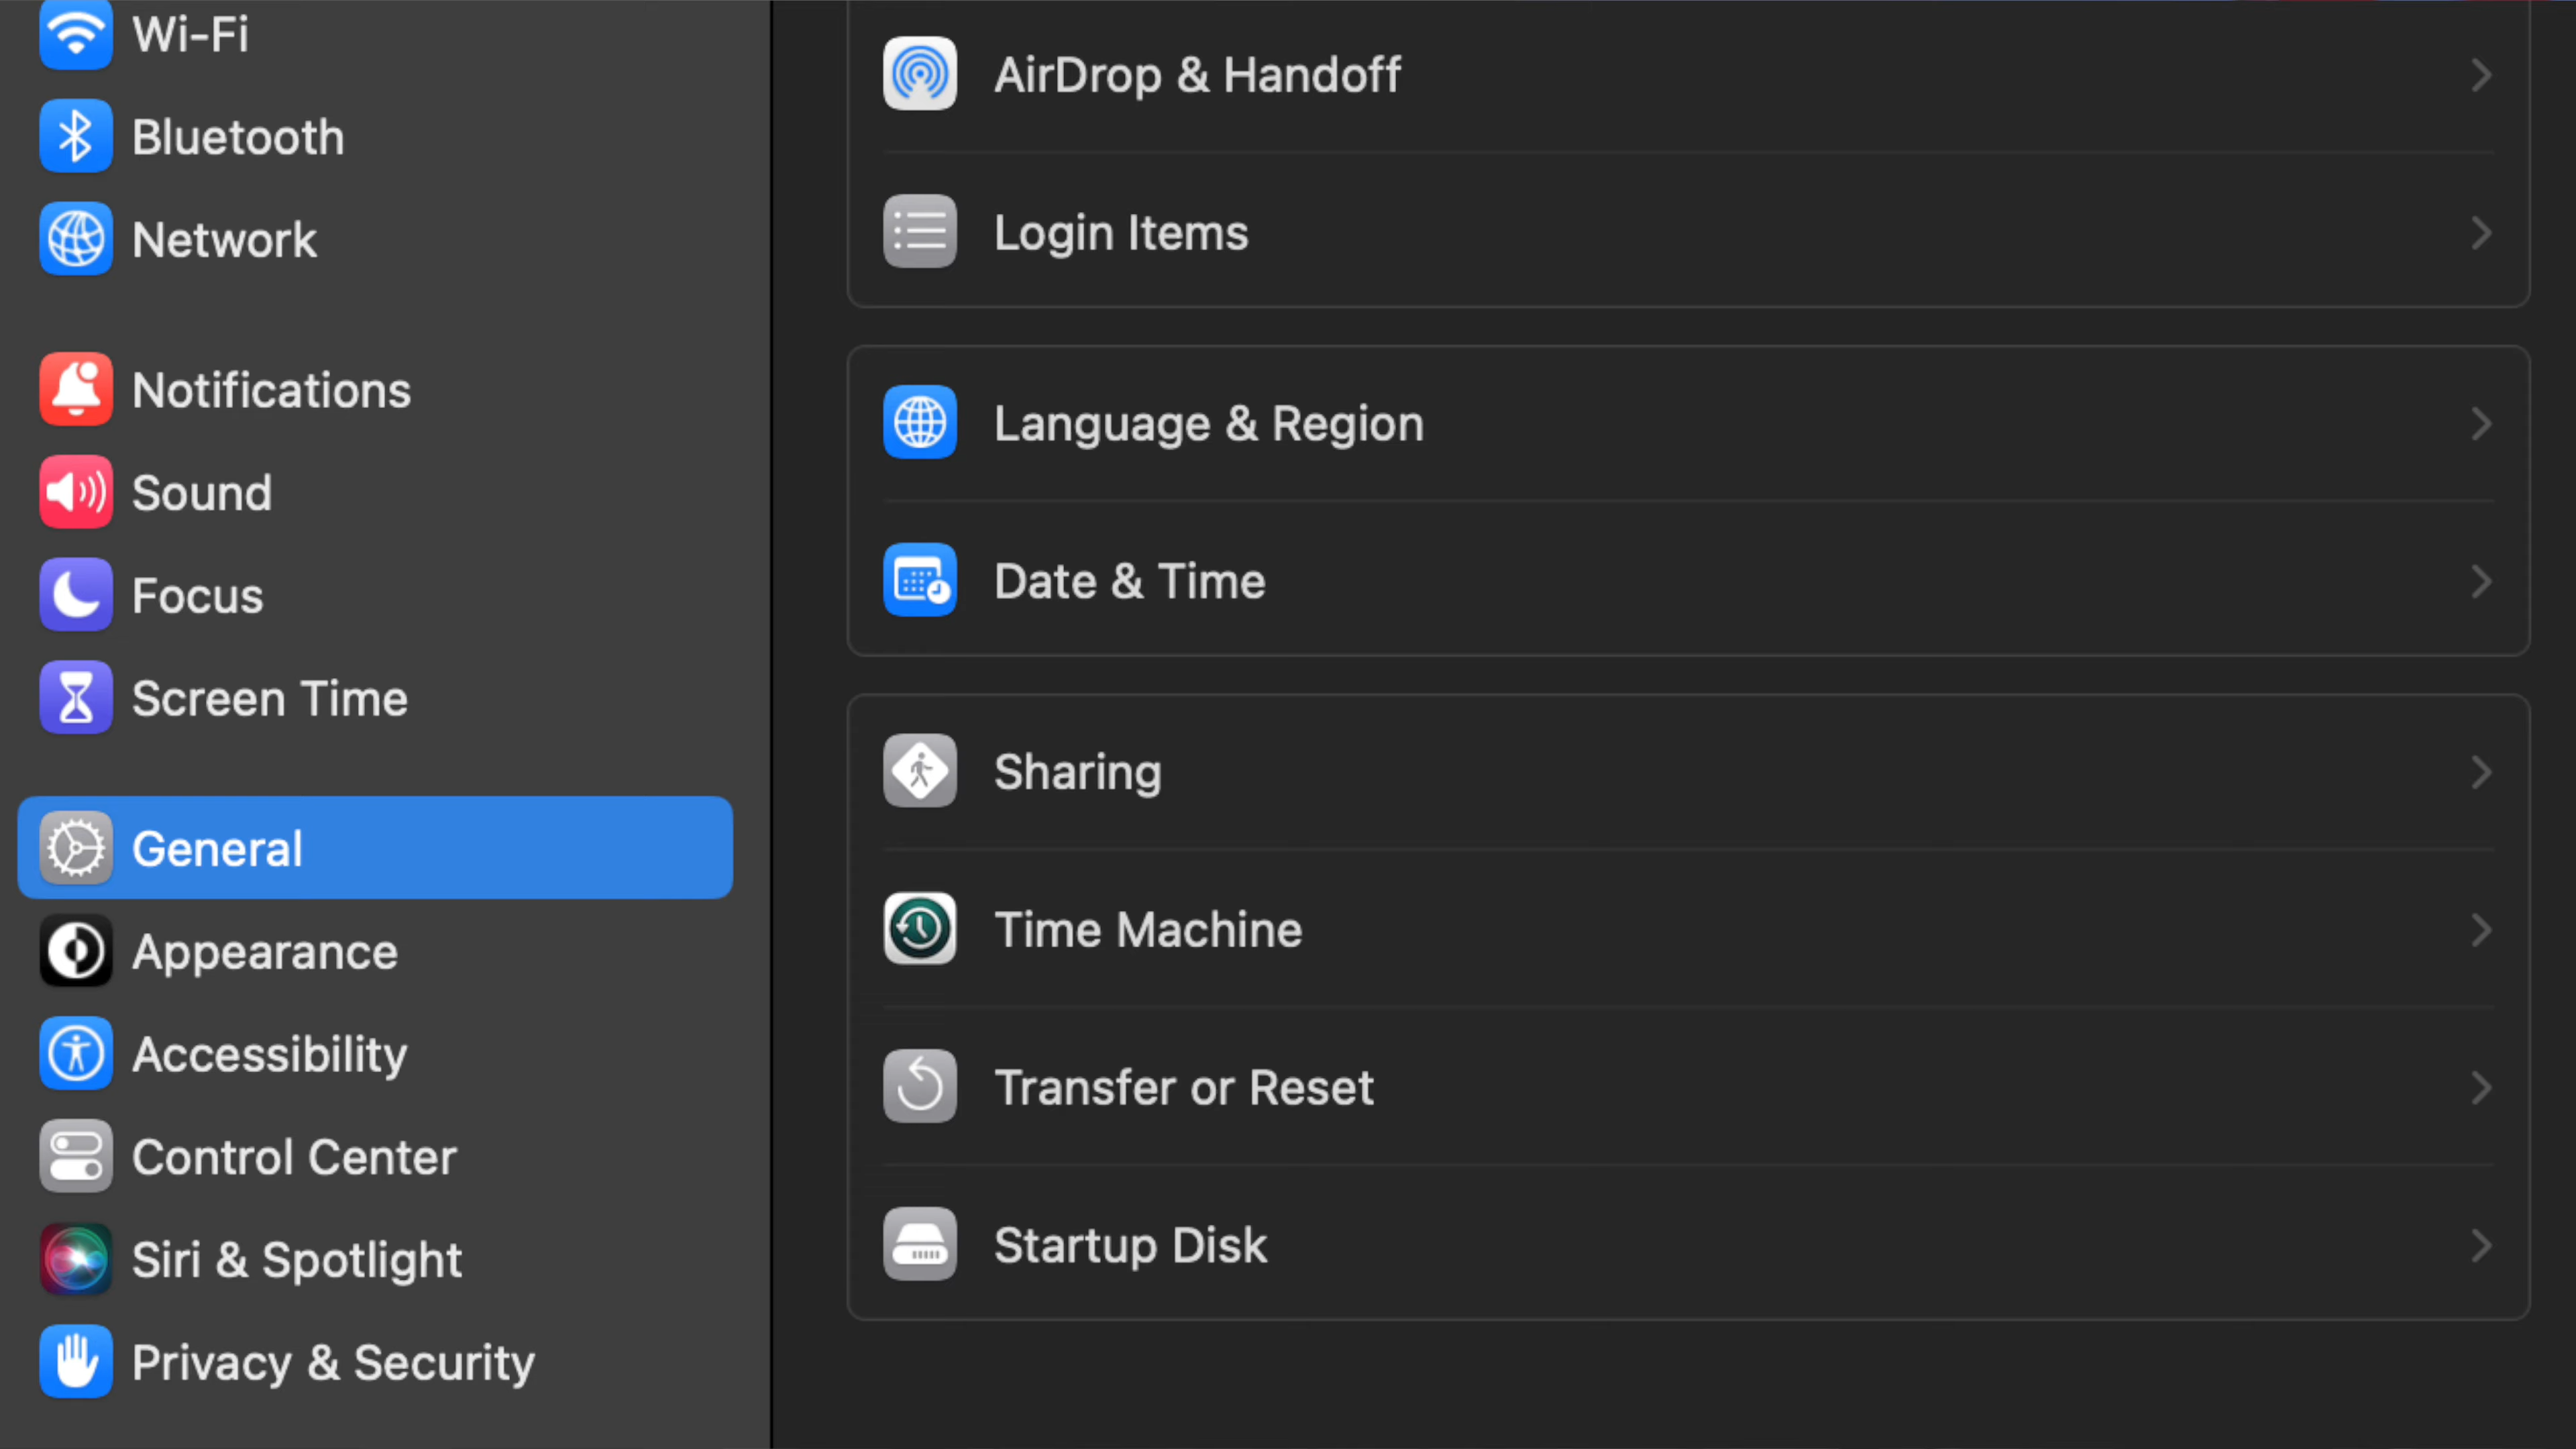 Wi-Fi
Bluetooth
Network
Notifications
Sound
Focus
Screen Time
General
Appearance
Accessibility
Control Center
Siri & Spotlight
Privacy & Security
AirDrop & Handoff
Login Items
Language & Region
Date & Time
Sharing
Time Machine
Transfer or Reset
Startup Disk